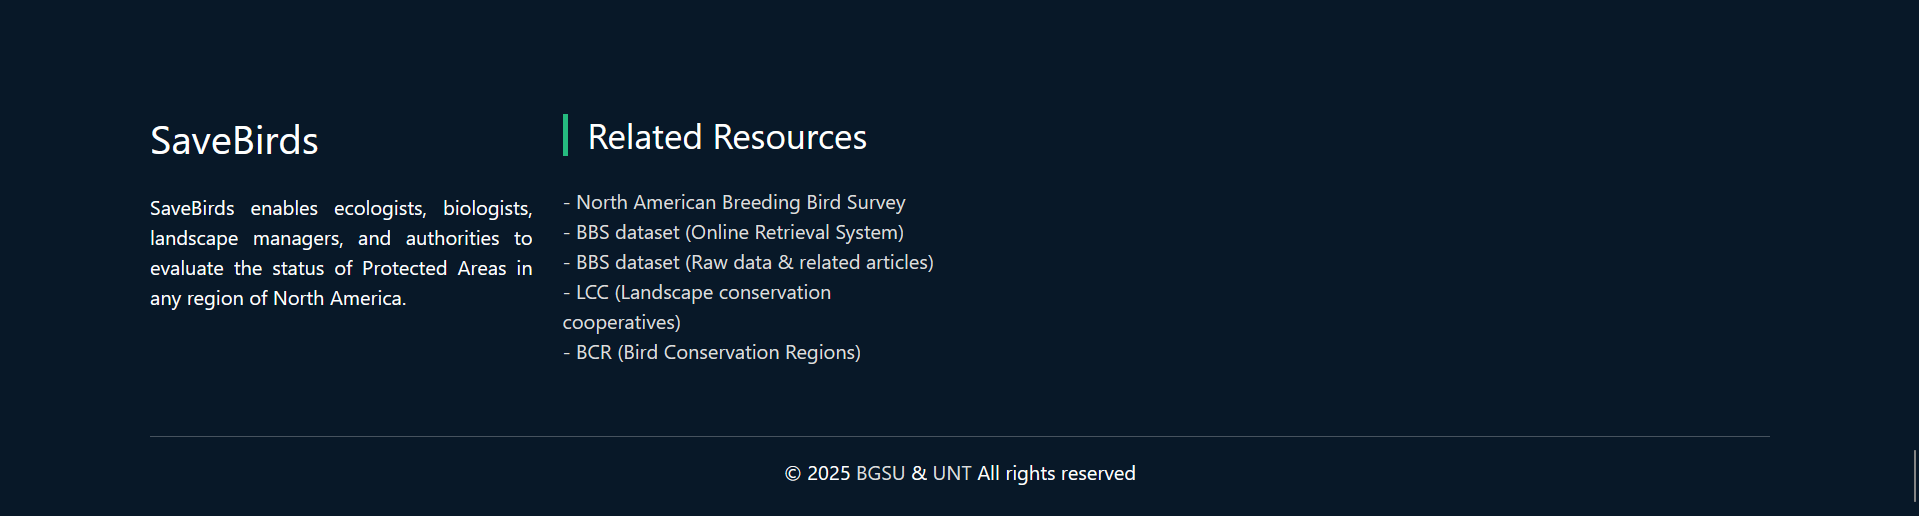 SaveBirds
SaveBirds enables ecologists, biologists,
landscape managers, and authorities to
evaluate the status of Protected Areas in
any region of North America.
Related Resources
- North American Breeding Bird Survey
- BBS dataset (Online Retrieval System)
- BBS dataset (Raw data & related articles)
- LCC (Landscape conservation
cooperatives)
- BCR (Bird Conservation Regions)
© 2025 BGSU & UNT All rights reserved